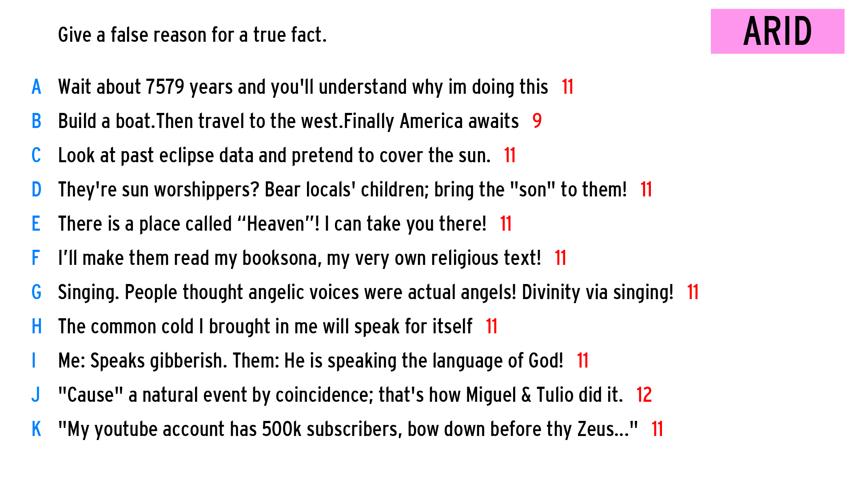 Give a false reason for a true fact.
ARID
A Wait about 7579 years and you'll understand why im doing this 11
B Build a boat.Then travel to the west.Finally America awaits 9
C Look at past eclipse data and pretend to cover the sun. 11
D They're sun worshippers? Bear locals' children; bring the "son" to them! 11
E There is a place called “Heaven”! I can take you there! 11
F I’ll make them read my booksona, my very own religious text! 11
G Singing. People thought angelic voices were actual angels! Divinity via singing! 11
H The common cold I brought in me will speak for itself 11
I Me: Speaks gibberish. Them: He is speaking the language of God! 11
J "Cause" a natural event by coincidence; that's how Miguel & Tulio did it. 12
K "My youtube account has 500k subscribers, bow down before thy Zeus..." 11